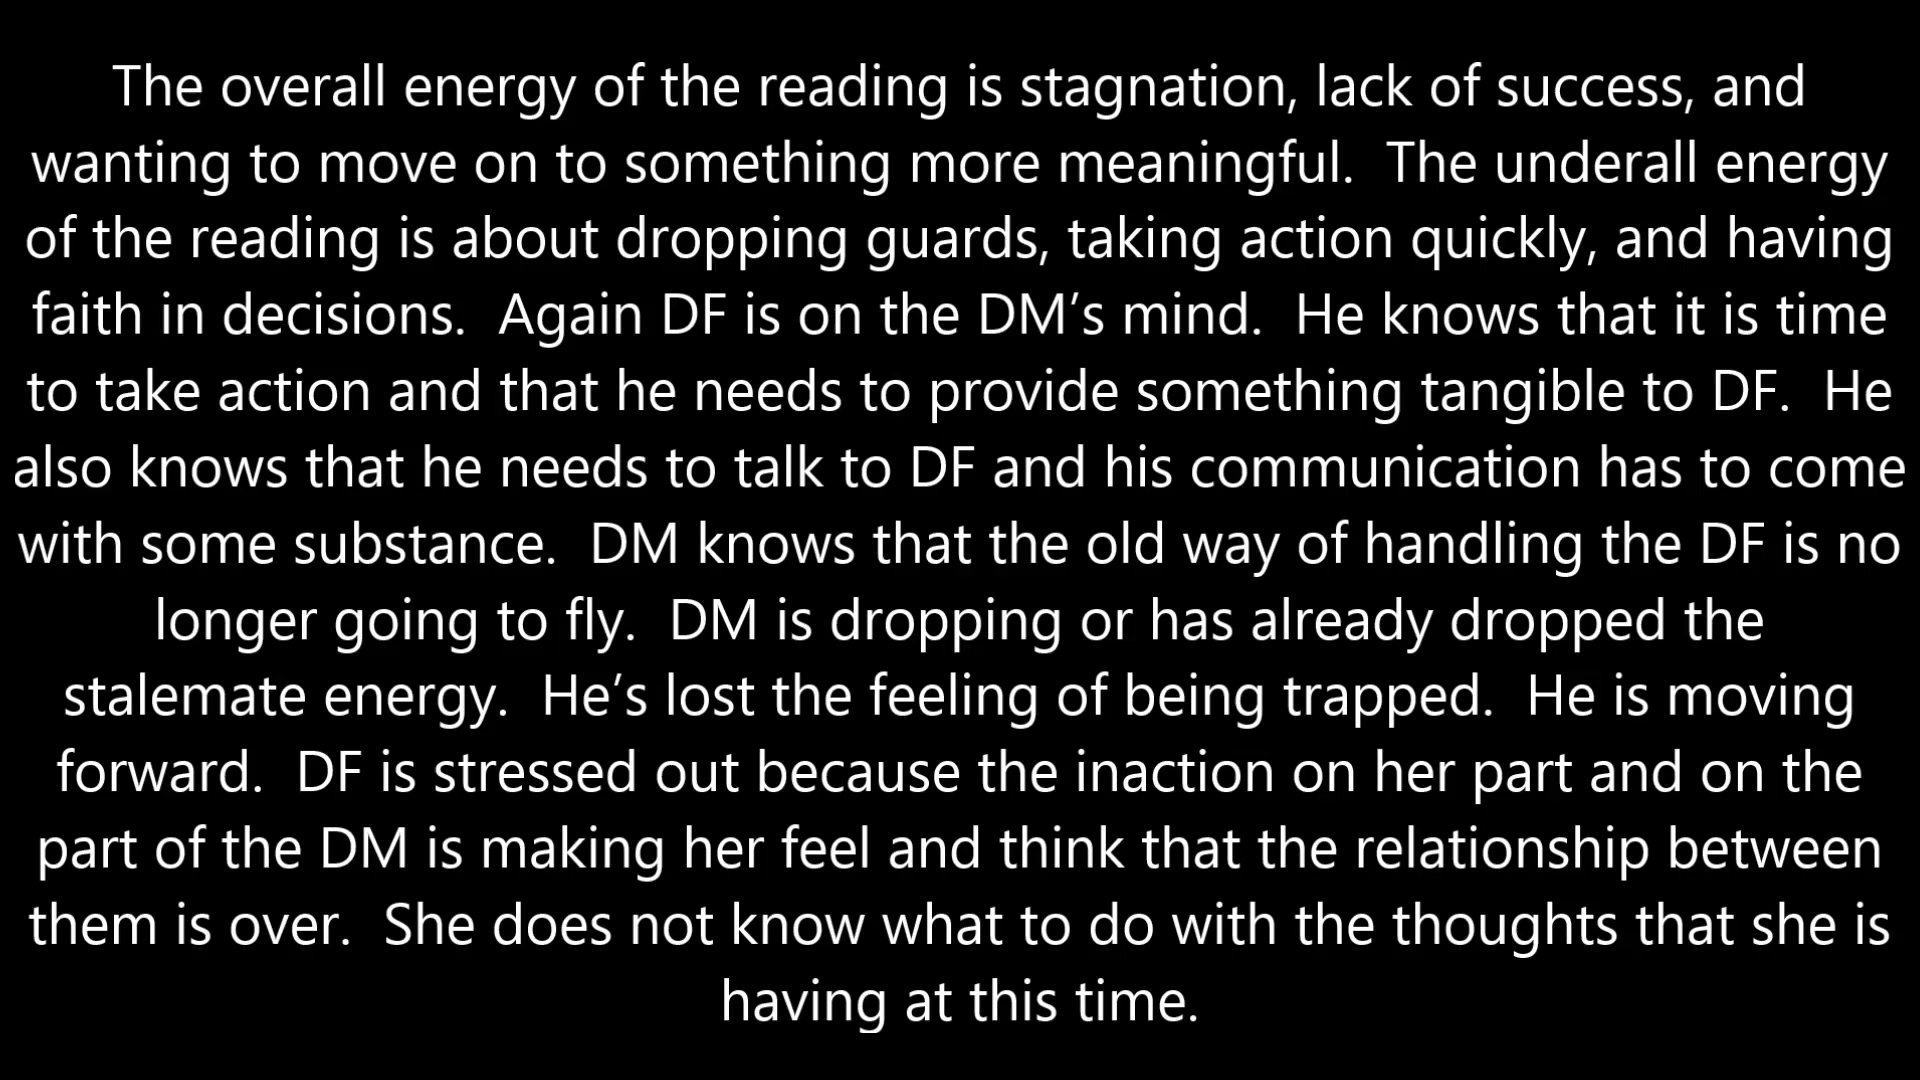 The overall energy of the reading is stagnation, lack of success, and
wanting to move on to something more meaningful.  The underall energy
of the reading is about dropping guards, taking action quickly, and having
faith in decisions.  Again DF is on the DM’s mind.  He knows that it is time
to take action and that he needs to provide something tangible to DF.  He
also knows that he needs to talk to DF and his communication has to come
with some substance.  DM knows that the old way of handling the DF is no
longer going to fly.  DM is dropping or has already dropped the
stalemate energy.  He’s lost the feeling of being trapped.  He is moving
forward.  DF is stressed out because the inaction on her part and on the
part of the DM is making her feel and think that the relationship between
them is over.  She does not know what to do with the thoughts that she is
having at this time.